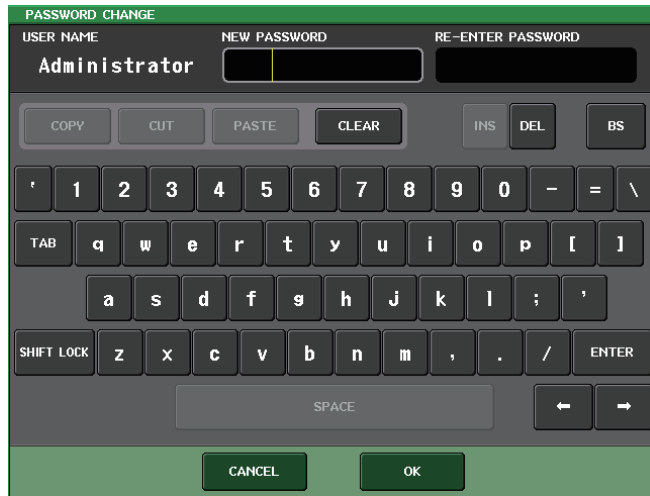 PASSWORD CHANGE
USER NAME NEW PASSWORD RE-ENTER PASSWORD
Administrator
COPY CUT PASTE CLEAR INS DEL BS
' 1 2 3 4 5 6 7 8 9 0 - = \
TAB q w e r t y u i o p [ ]
a s d f g h j k l ; '
SHIFT LOCK z x c v b n m , . / ENTER
SPACE ← →
CANCEL OK